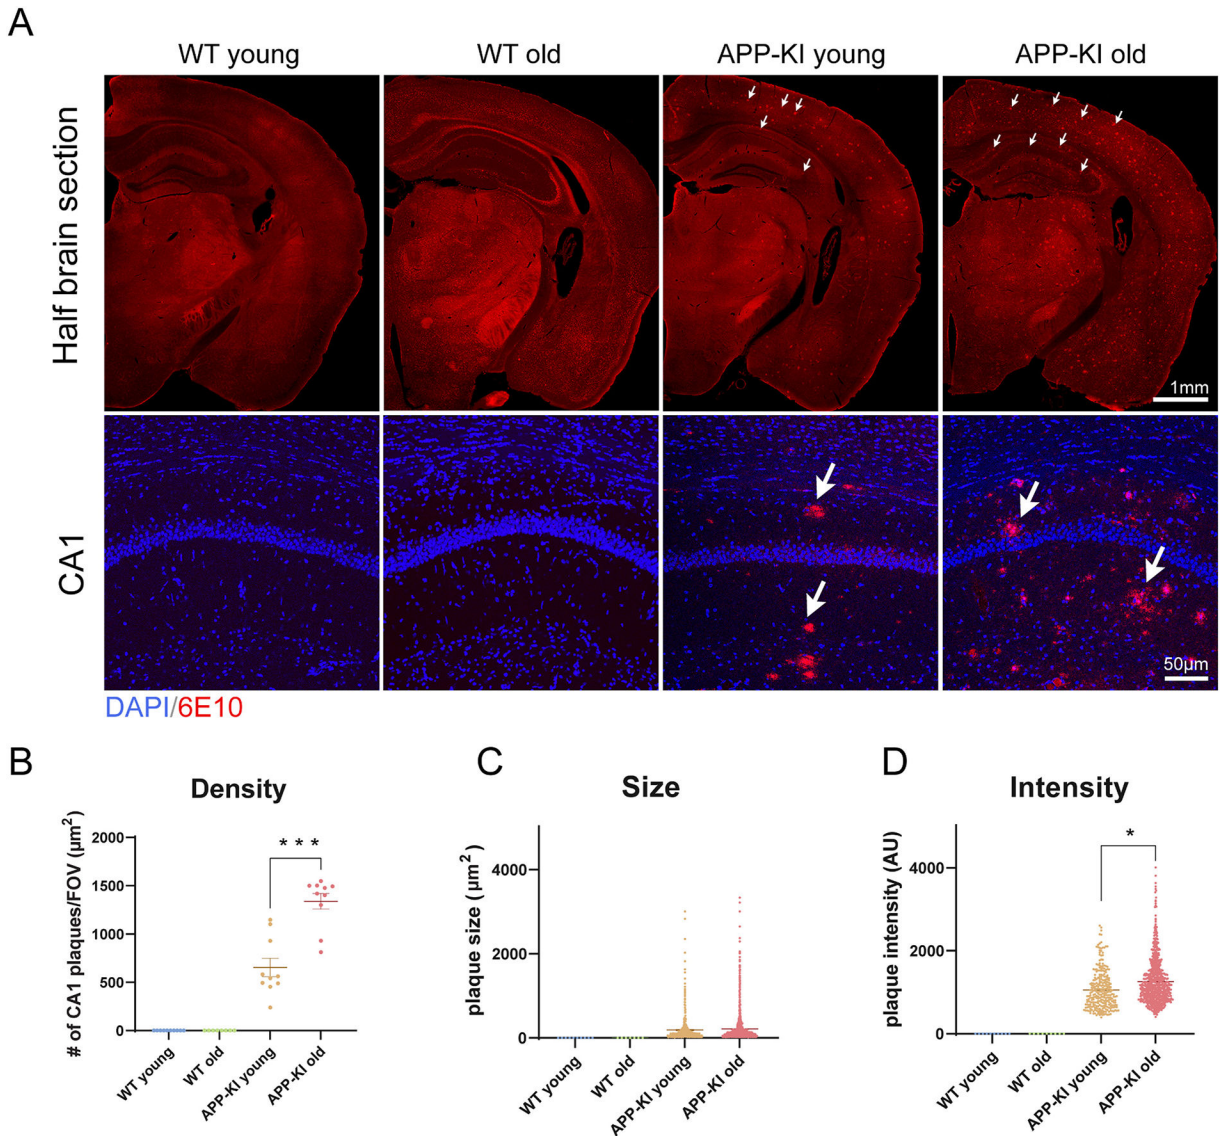 A
WT young
WT old
APP-KI young
APP-KI old
Half brain section
1mm
CA1
50µm
DAPI/6E10
B
Density
# of CA1 plaques/FOV (µm²)
2000
1500
1000
500
0
* * *
WT young
WT old
APP-KI young
APP-KI old
C
Size
plaque size (µm²)
4000
2000
0
WT young
WT old
APP-KI young
APP-KI old
D
Intensity
plaque intensity (AU)
4000
2000
0
*
WT young
WT old
APP-KI young
APP-KI old